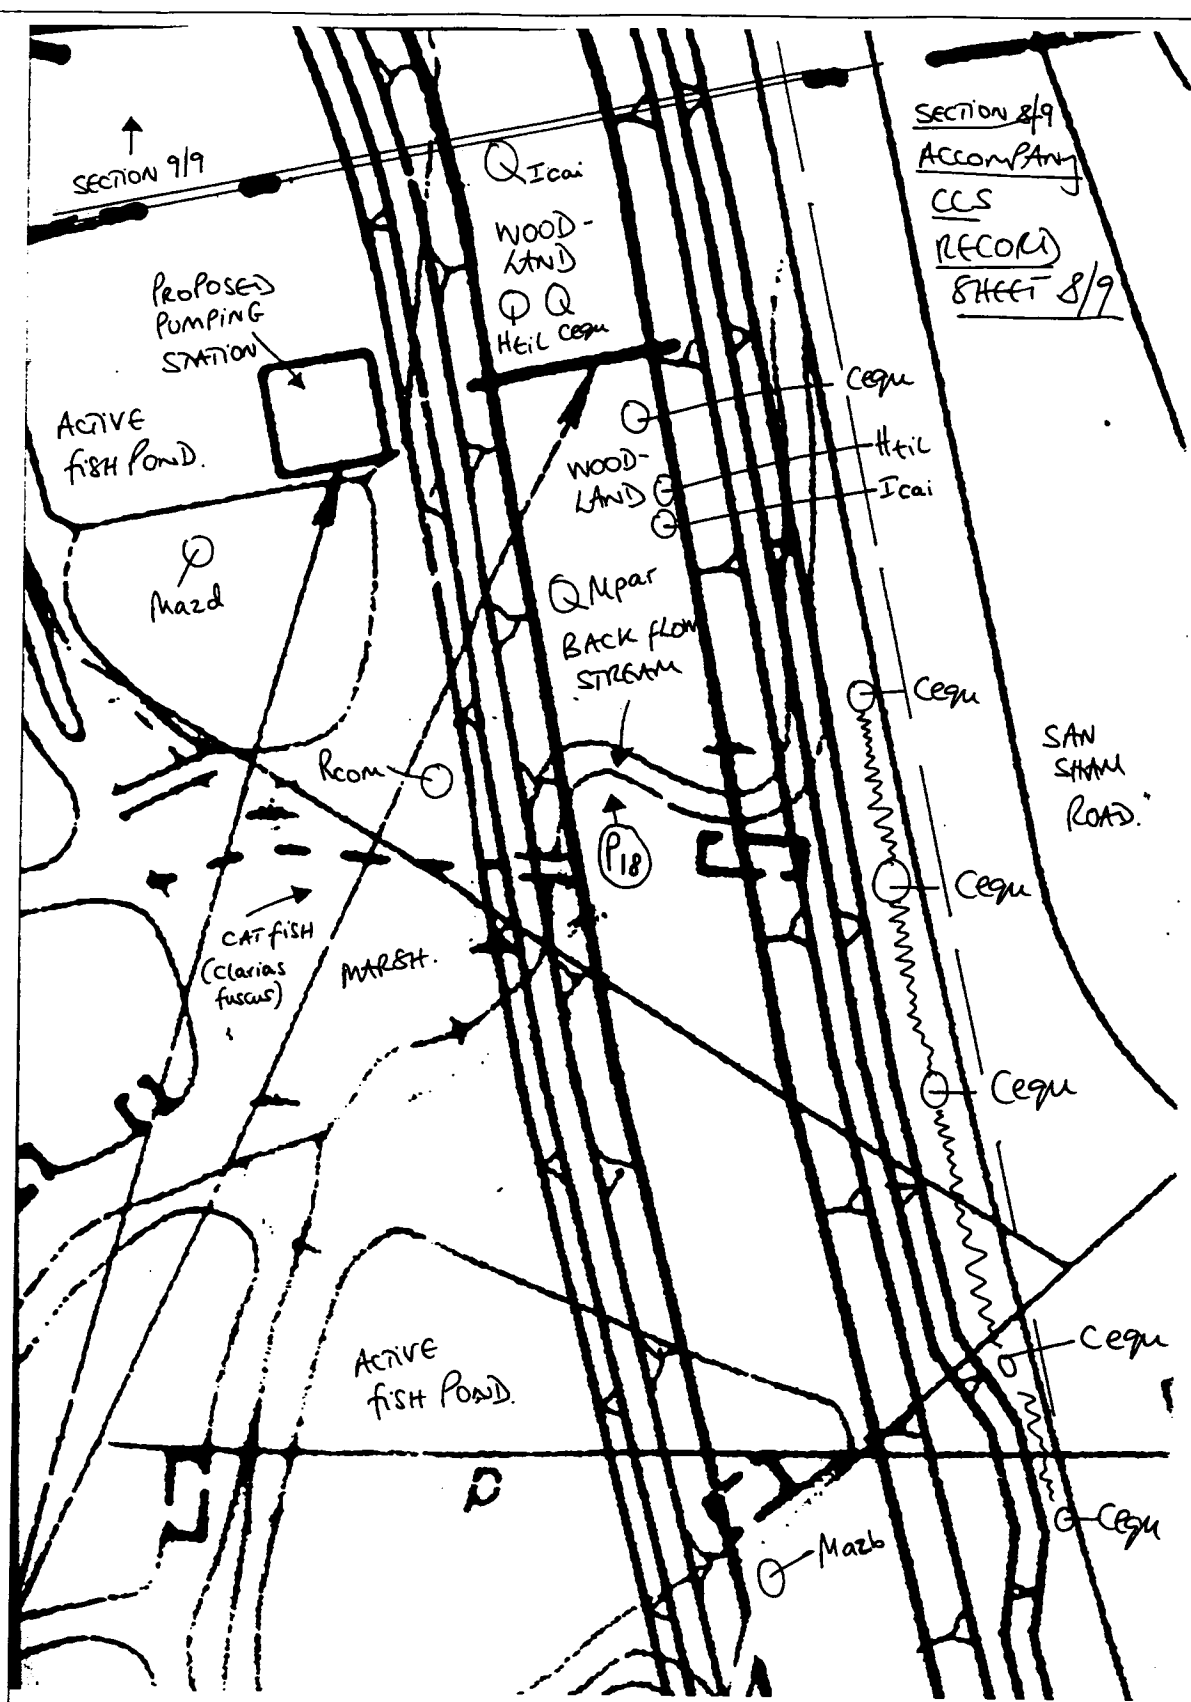 SECTION 8/9
ACCOMPANY
CCS
RECORD
SHEET 8/9
SECTION 9/9
Icai
WOOD-
LAND
Htil Cequ
PROPOSED
PUMPING
STATION
ACTIVE
FISH POND.
Cequ
Htil
Icai
WOOD-
LAND
Mazd
Mpar
BACK FLOW
STREAM
Cequ
SAN
SHAM
ROAD.
Rcom
P18
Cequ
CATFISH
(Clarias
fuscus)
MARSH.
Cequ
Cequ
ACTIVE
FISH POND.
Cequ
Mazb